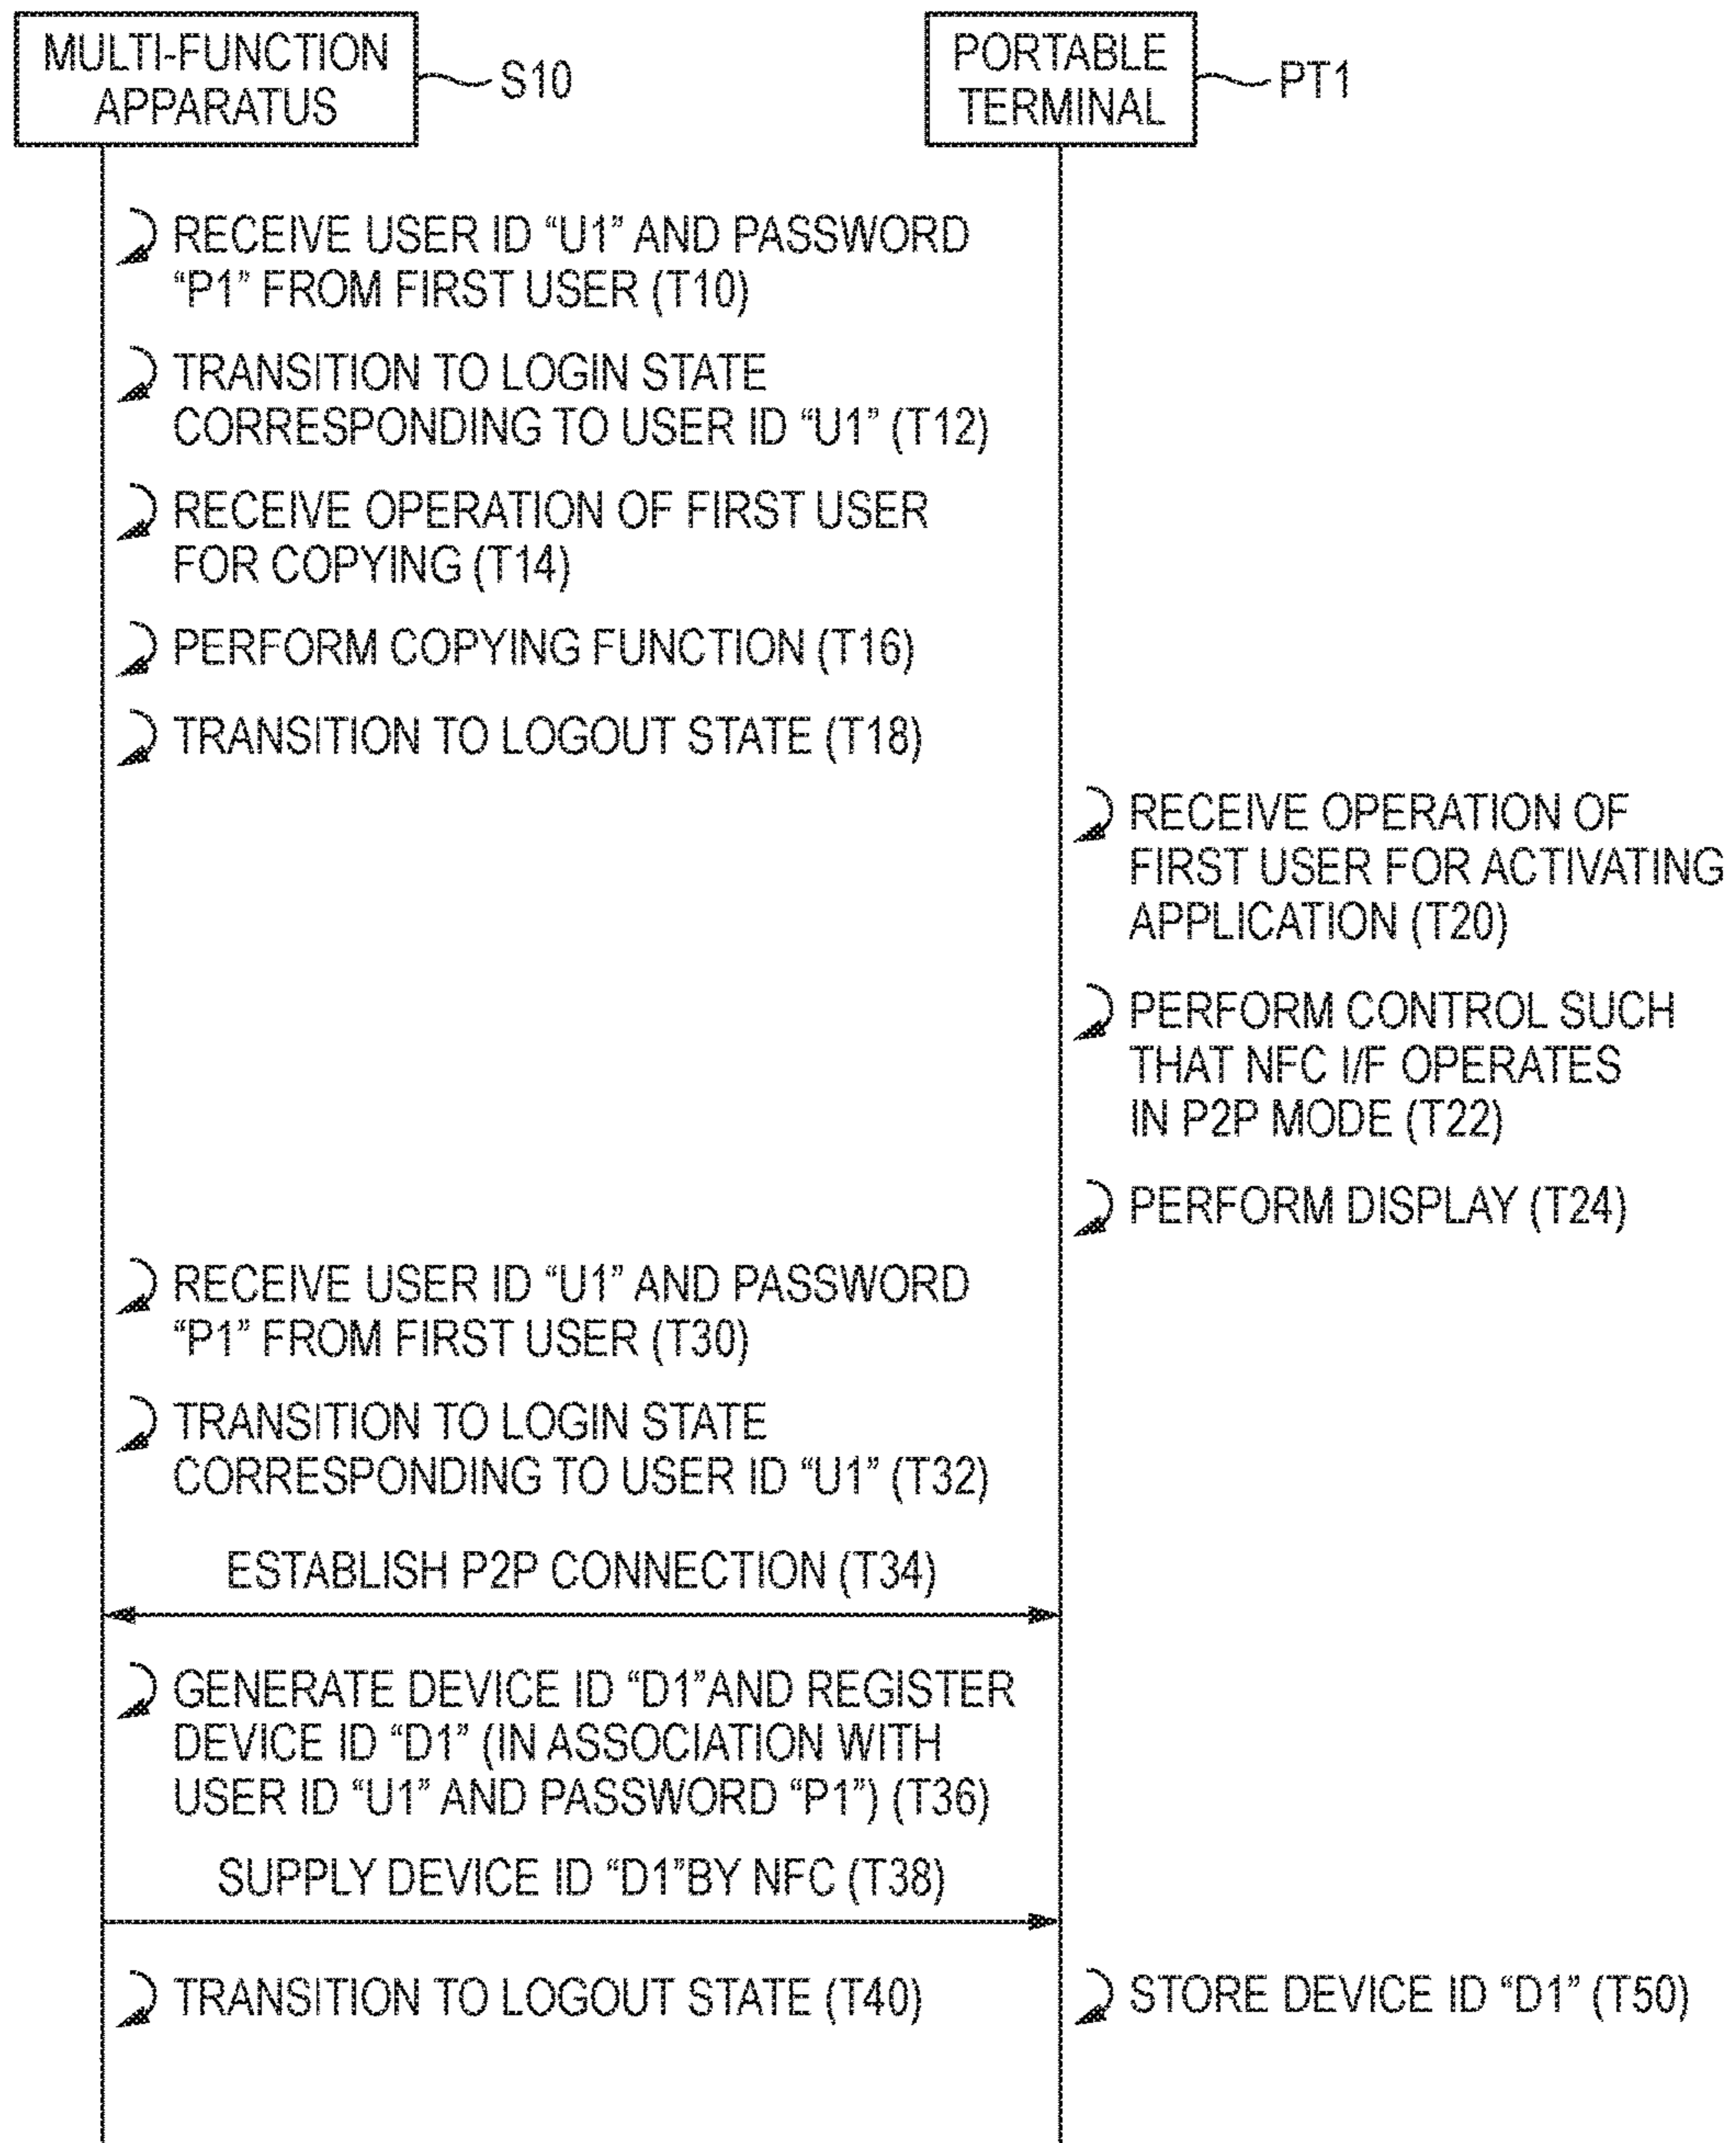 MULTI-FUNCTION
APPARATUS
S10
PORTABLE
TERMINAL
PT1
RECEIVE USER ID “U1” AND PASSWORD
“P1” FROM FIRST USER (T10)
TRANSITION TO LOGIN STATE
CORRESPONDING TO USER ID “U1” (T12)
RECEIVE OPERATION OF FIRST USER
FOR COPYING (T14)
PERFORM COPYING FUNCTION (T16)
TRANSITION TO LOGOUT STATE (T18)
RECEIVE OPERATION OF
FIRST USER FOR ACTIVATING
APPLICATION (T20)
PERFORM CONTROL SUCH
THAT NFC I/F OPERATES
IN P2P MODE (T22)
PERFORM DISPLAY (T24)
RECEIVE USER ID “U1” AND PASSWORD
“P1” FROM FIRST USER (T30)
TRANSITION TO LOGIN STATE
CORRESPONDING TO USER ID “U1” (T32)
ESTABLISH P2P CONNECTION (T34)
GENERATE DEVICE ID “D1”AND REGISTER
DEVICE ID “D1” (IN ASSOCIATION WITH
USER ID “U1” AND PASSWORD “P1”) (T36)
SUPPLY DEVICE ID “D1”BY NFC (T38)
TRANSITION TO LOGOUT STATE (T40)
STORE DEVICE ID “D1” (T50)